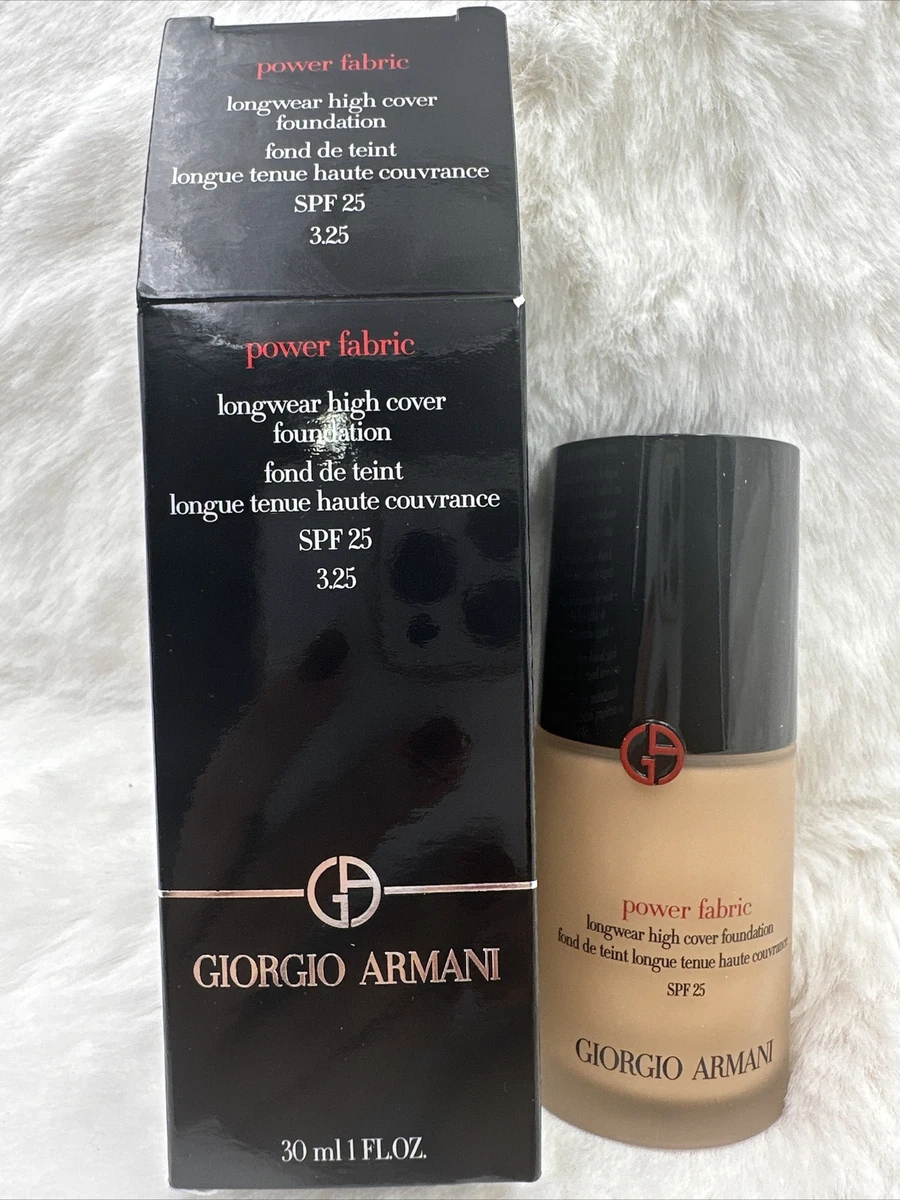 power fabric
longwear high cover
foundation
fond de teint
longue tenue haute couvrance
SPF 25
3.25
power fabric
longwear high cover
foundation
fond de teint
longue tenue haute couvrance
SPF 25
3.25
GA
GIORGIO ARMANI
30 ml 1 FL.OZ.
GA
power fabric
longwear high cover foundation
fond de teint longue tenue haute couvrance
SPF 25
GIORGIO ARMANI